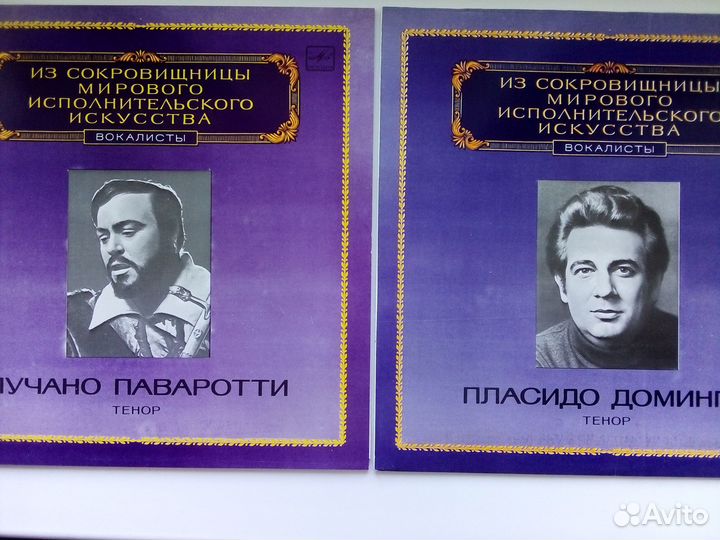 ИЗ СОКРОВИЩНИЦЫ
МИРОВОГО
ИСПОЛНИТЕЛЬСКОГО
ИСКУССТВА
ВОКАЛИСТЫ
ЛУЧАНО ПАВАРОТТИ
ТЕНОР
ИЗ СОКРОВИЩНИЦЫ
МИРОВОГО
ИСПОЛНИТЕЛЬСКОГО
ИСКУССТВА
ВОКАЛИСТЫ
ПЛАСИДО ДОМИНГ
ТЕНОР
Avito